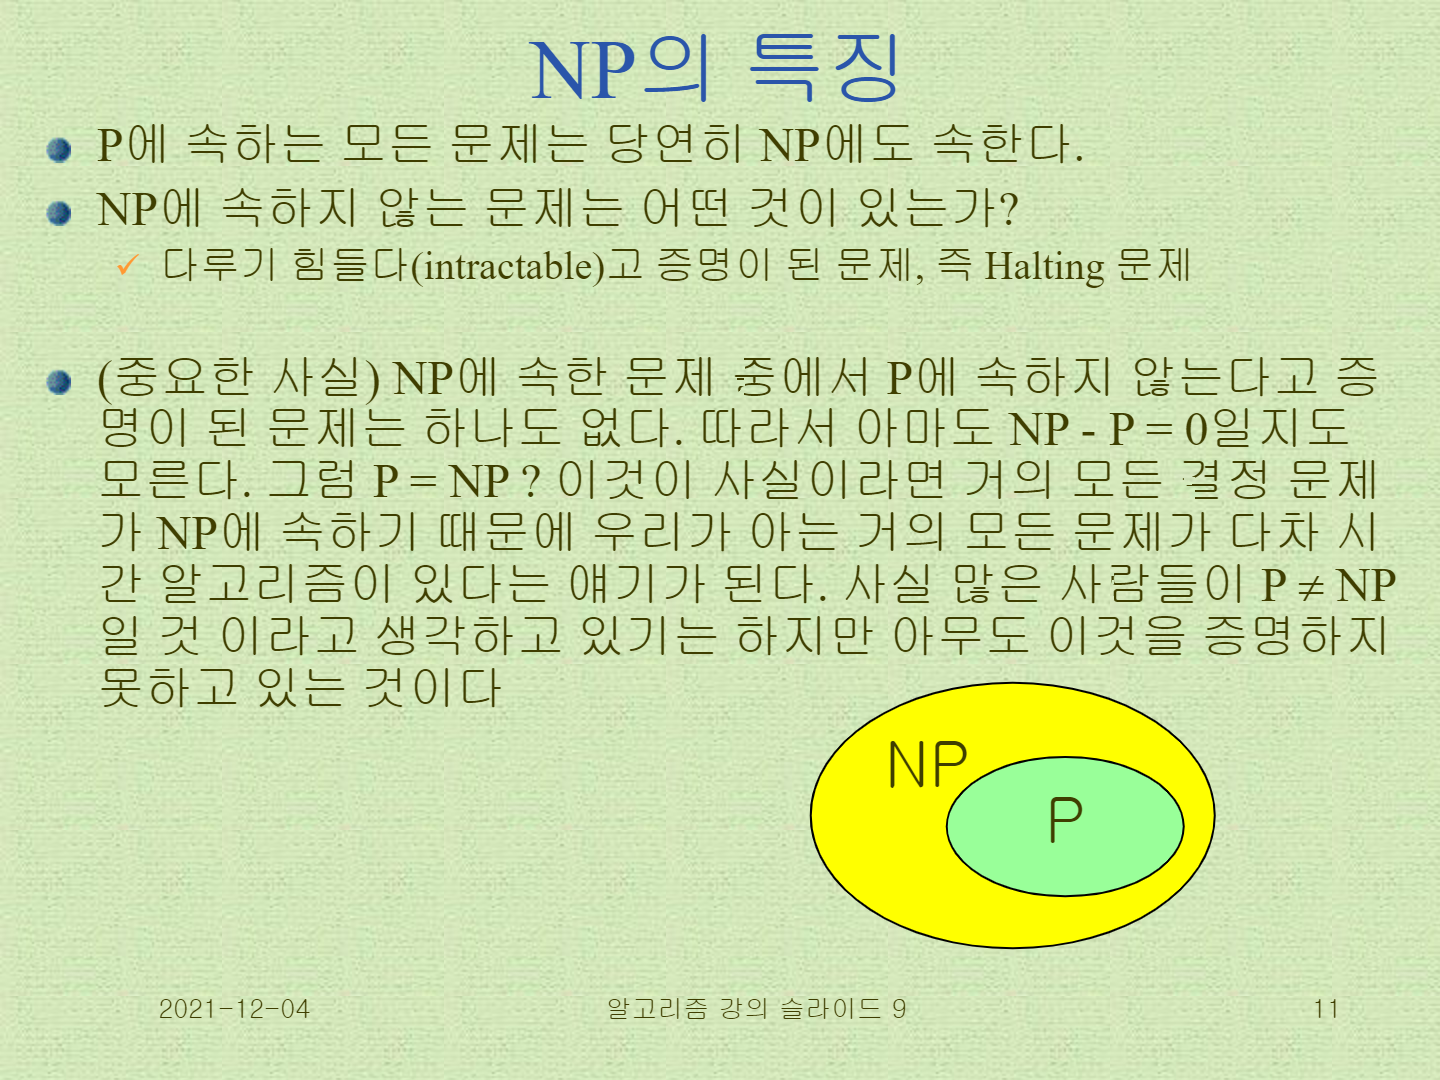 NP의 특징
P에 속하는 모든 문제는 당연히 NP에도 속한다.
NP에 속하지 않는 문제는 어떤 것이 있는가?
다루기 힘들다(intractable)고 증명이 된 문제, 즉 Halting 문제
(중요한 사실) NP에 속한 문제 중에서 P에 속하지 않는다고 증
명이 된 문제는 하나도 없다. 따라서 아마도 NP - P = 0일지도
모른다. 그럼 P = NP ? 이것이 사실이라면 거의 모든 결정 문제
가 NP에 속하기 때문에 우리가 아는 거의 모든 문제가 다차 시
간 알고리즘이 있다는 얘기가 된다. 사실 많은 사람들이 P ≠ NP
일 것 이라고 생각하고 있기는 하지만 아무도 이것을 증명하지
못하고 있는 것이다
NP
P
2021-12-04
알고리즘 강의 슬라이드 9
11